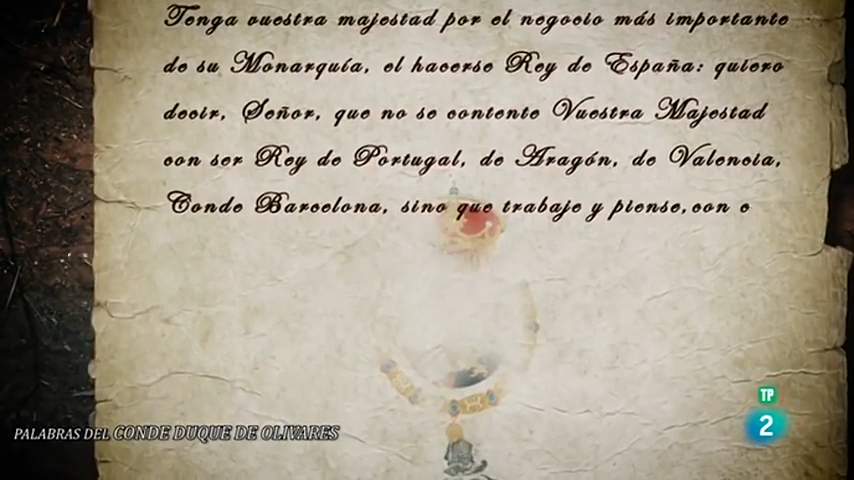 Tenga vuestra majestad por el negocio más importante
de su Monarquía, el hacerse Rey de España: quiero
decir, Señor, que no se contente Vuestra Majestad
con ser Rey de Portugal, de Aragón, de Valencia,
Conde Barcelona, sino que trabaje y piense,con c
TP
2
PALABRAS DEL CONDE DUQUE DE OLIVARES